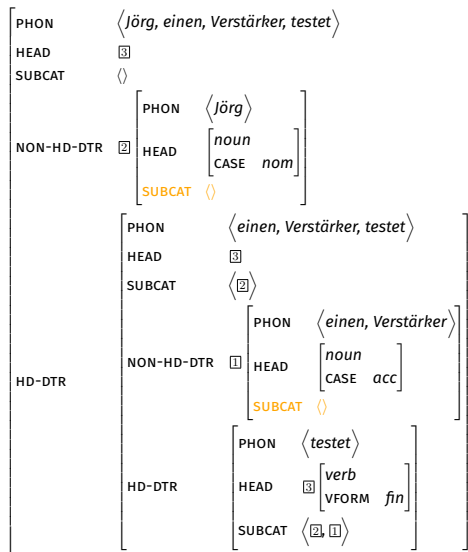 PHON ⟨Jörg, einen, Verstärker, testet⟩
HEAD 3
SUBCAT ⟨⟩
PHON ⟨Jörg⟩
noun
NON-HD-DTR 2 HEAD
CASE nom
SUBCAT ⟨⟩
PHON ⟨einen, Verstärker, testet⟩
HEAD 3
SUBCAT ⟨2⟩
PHON ⟨einen, Verstärker⟩
noun
NON-HD-DTR 1 HEAD
CASE acc
HD-DTR
SUBCAT ⟨⟩
PHON ⟨testet⟩
verb
HD-DTR HEAD 3
VFORM fin
SUBCAT ⟨2, 1⟩